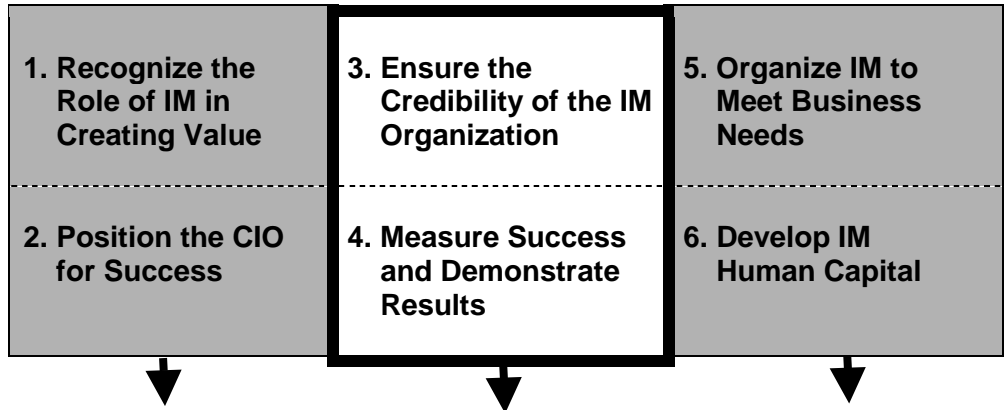 1. Recognize the
Role of IM in
Creating Value
2. Position the CIO
for Success
3. Ensure the
Credibility of the IM
Organization
4. Measure Success
and Demonstrate
Results
5. Organize IM to
Meet Business
Needs
6. Develop IM
Human Capital